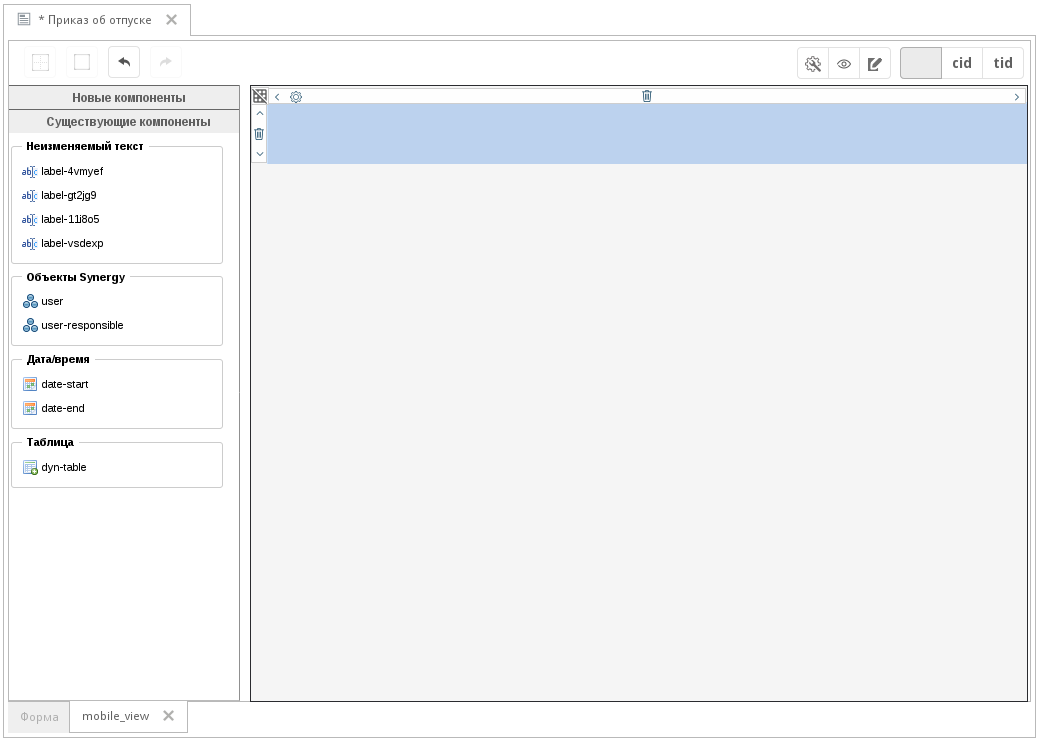 * Приказ об отпуске
cid
tid
Новые компоненты
Существующие компоненты
Неизменяемый текст
label-4vmyef
label-gt2jg9
label-11i8o5
label-vsdexp
Объекты Synergy
user
user-responsible
Дата/время
date-start
date-end
Таблица
dyn-table
Форма
mobile_view